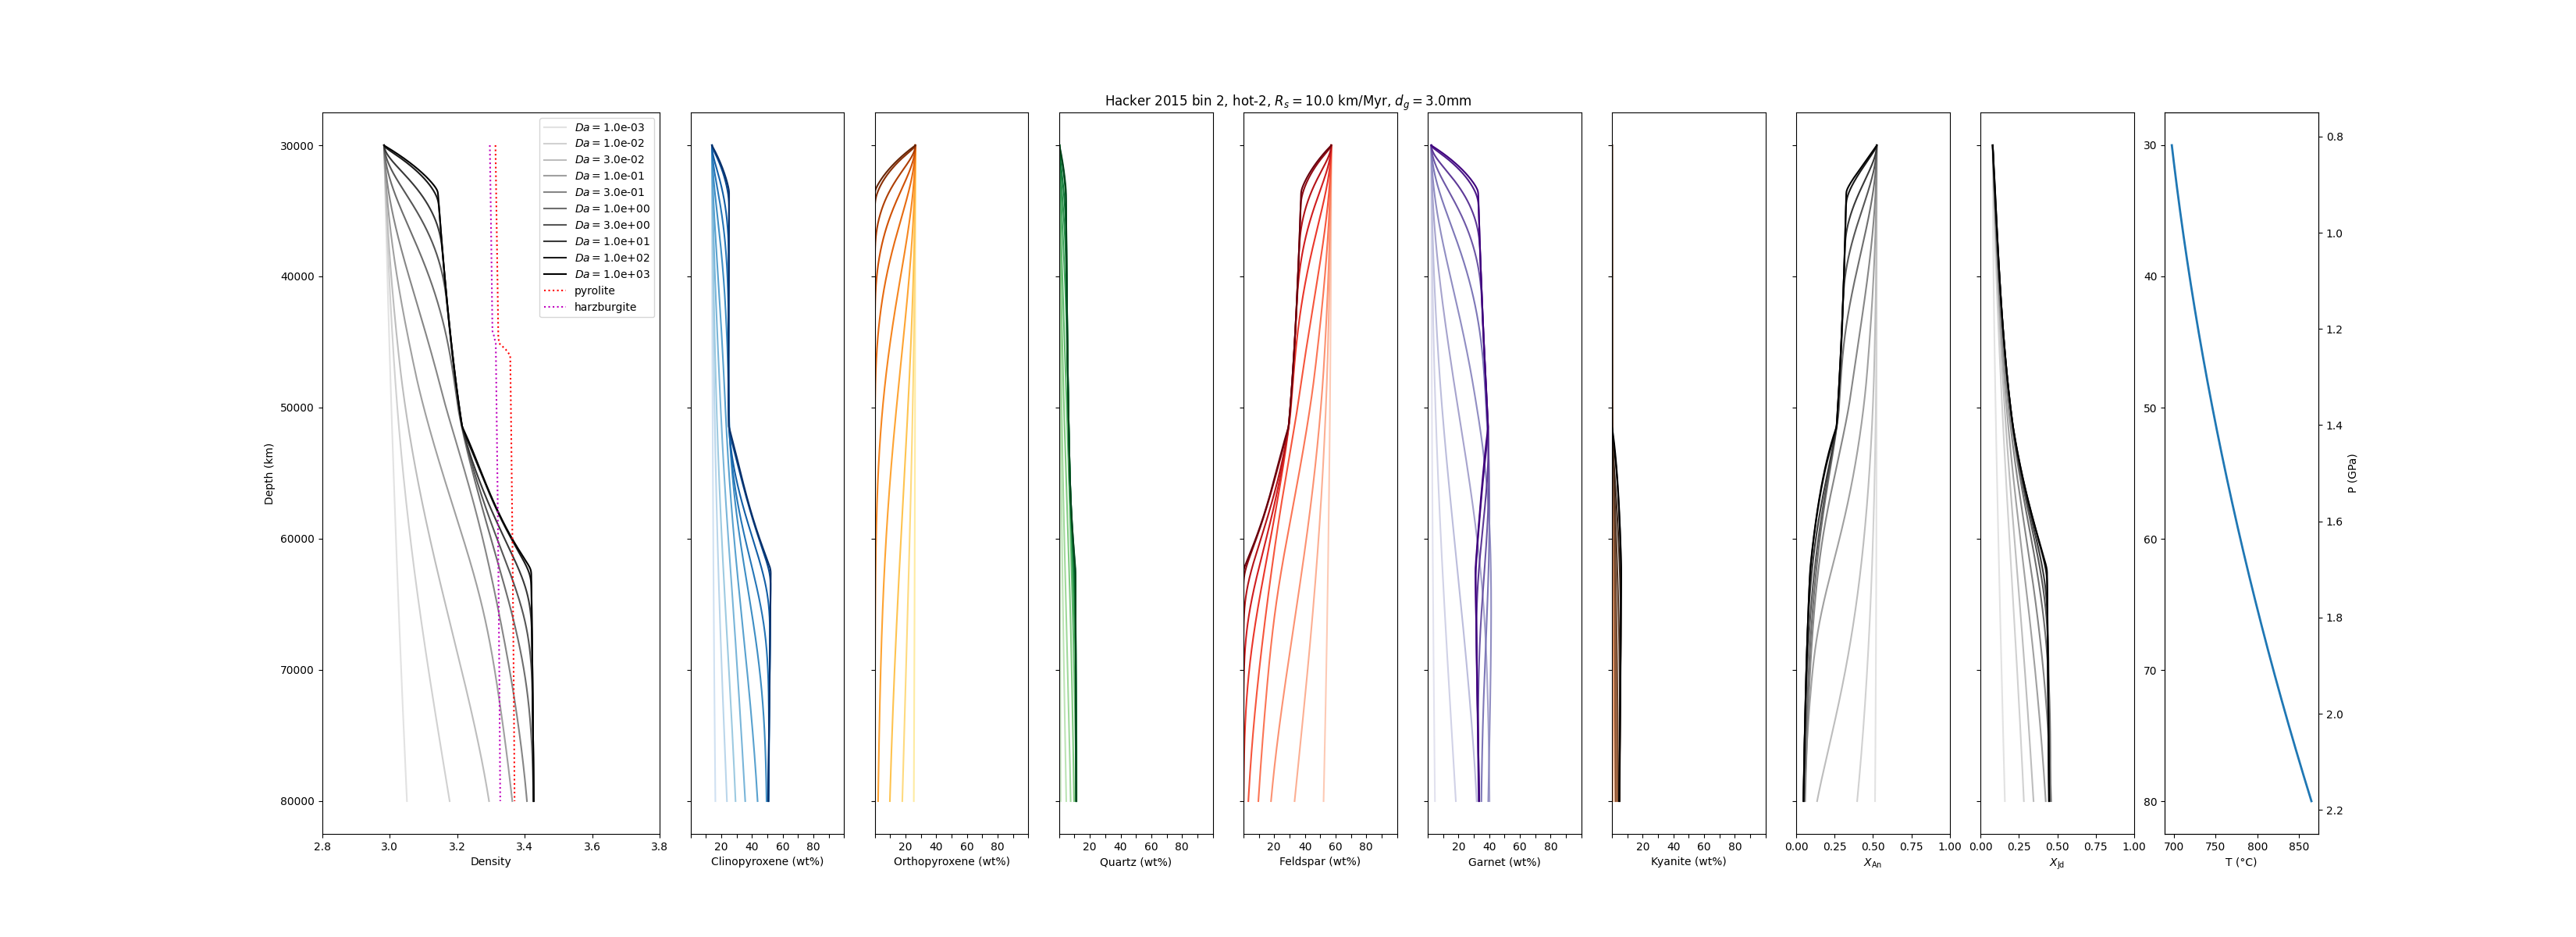 Hacker 2015 bin 2, hot-2, R_s = 10.0 km/Myr, d_g = 3.0mm
Da = 1.0e-03
Da = 1.0e-02
Da = 3.0e-02
Da = 1.0e-01
Da = 3.0e-01
Da = 1.0e+00
Da = 3.0e+00
Da = 1.0e+01
Da = 1.0e+02
Da = 1.0e+03
pyrolite
harzburgite
30000
40000
50000
60000
70000
80000
Depth (km)
2.8 3.0 3.2 3.4 3.6 3.8
Density
20 40 60 80
Clinopyroxene (wt%)
20 40 60 80
Orthopyroxene (wt%)
20 40 60 80
Quartz (wt%)
20 40 60 80
Feldspar (wt%)
20 40 60 80
Garnet (wt%)
20 40 60 80
Kyanite (wt%)
0.00 0.25 0.50 0.75 1.00
X_An
0.00 0.25 0.50 0.75 1.00
X_Jd
30
40
50
60
70
80
700 750 800 850
T (°C)
0.8
1.0
1.2
1.4
1.6
1.8
2.0
2.2
P (GPa)